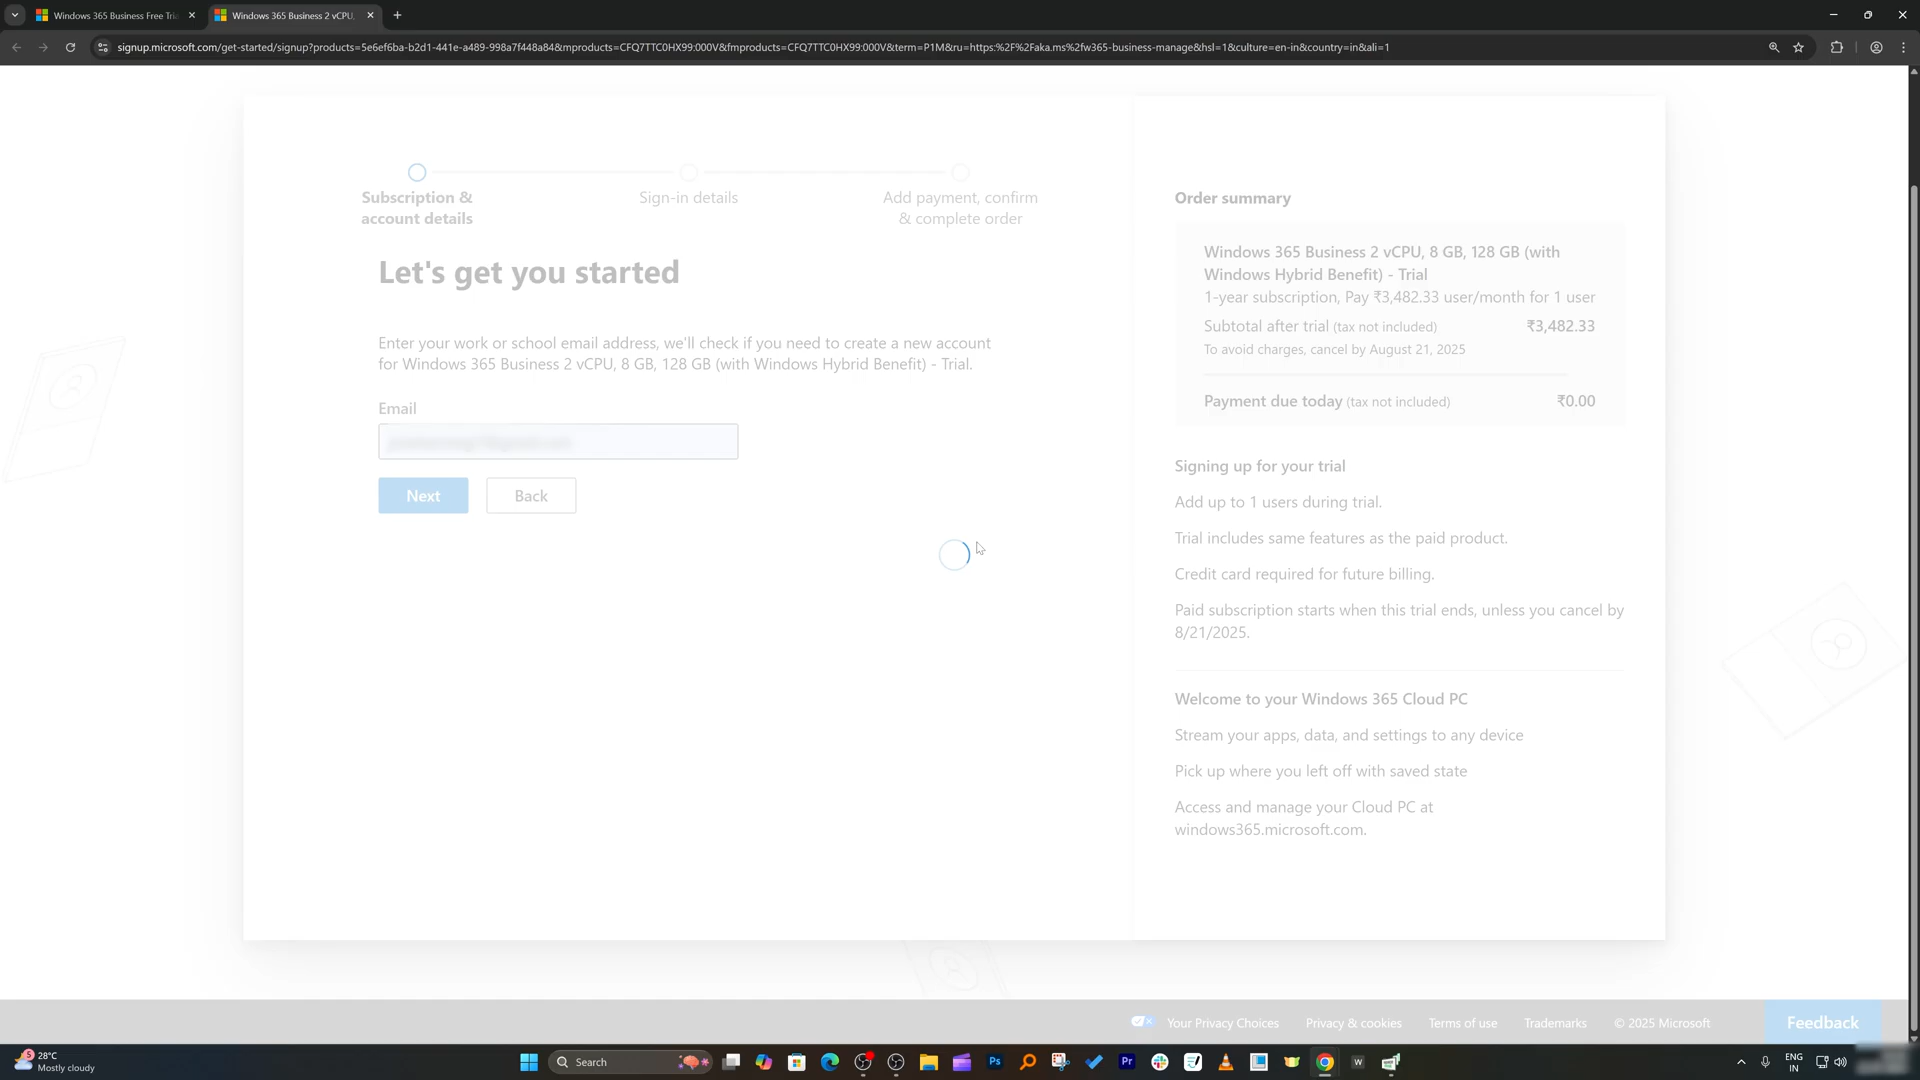 Windows 365 Business Free Tri
Windows 365 Business 2 vCPU,
signup.microsoft.com/get-started/signup?products=5e6ef6ba-b2d1-441e-a489-998a7f448a84&mproducts=CFQ7TTC0HX99:000V&fmproducts=CFQ7TTC0HX99:000V&term=P1M&ru=https:%2F%2Faka.ms%2fw365-business-manage&hsl=1&culture=en-in&country=in&ali=1
Subscription &
account details
Sign-in details
Add payment, confirm
& complete order
Let's get you started
Enter your work or school email address, we'll check if you need to create a new account
for Windows 365 Business 2 vCPU, 8 GB, 128 GB (with Windows Hybrid Benefit) - Trial.
Email
Next
Back
Order summary
Windows 365 Business 2 vCPU, 8 GB, 128 GB (with
Windows Hybrid Benefit) - Trial
1-year subscription, Pay ₹3,482.33 user/month for 1 user
Subtotal after trial (tax not included) ₹3,482.33
To avoid charges, cancel by August 21, 2025
Payment due today (tax not included) ₹0.00
Signing up for your trial
Add up to 1 users during trial.
Trial includes same features as the paid product.
Credit card required for future billing.
Paid subscription starts when this trial ends, unless you cancel by
8/21/2025.
Welcome to your Windows 365 Cloud PC
Stream your apps, data, and settings to any device
Pick up where you left off with saved state
Access and manage your Cloud PC at
windows365.microsoft.com.
Your Privacy Choices
Privacy & cookies
Terms of use
Trademarks
© 2025 Microsoft
Feedback
5
28°C
Mostly cloudy
Search
Ps
Pr
W
ENG
IN